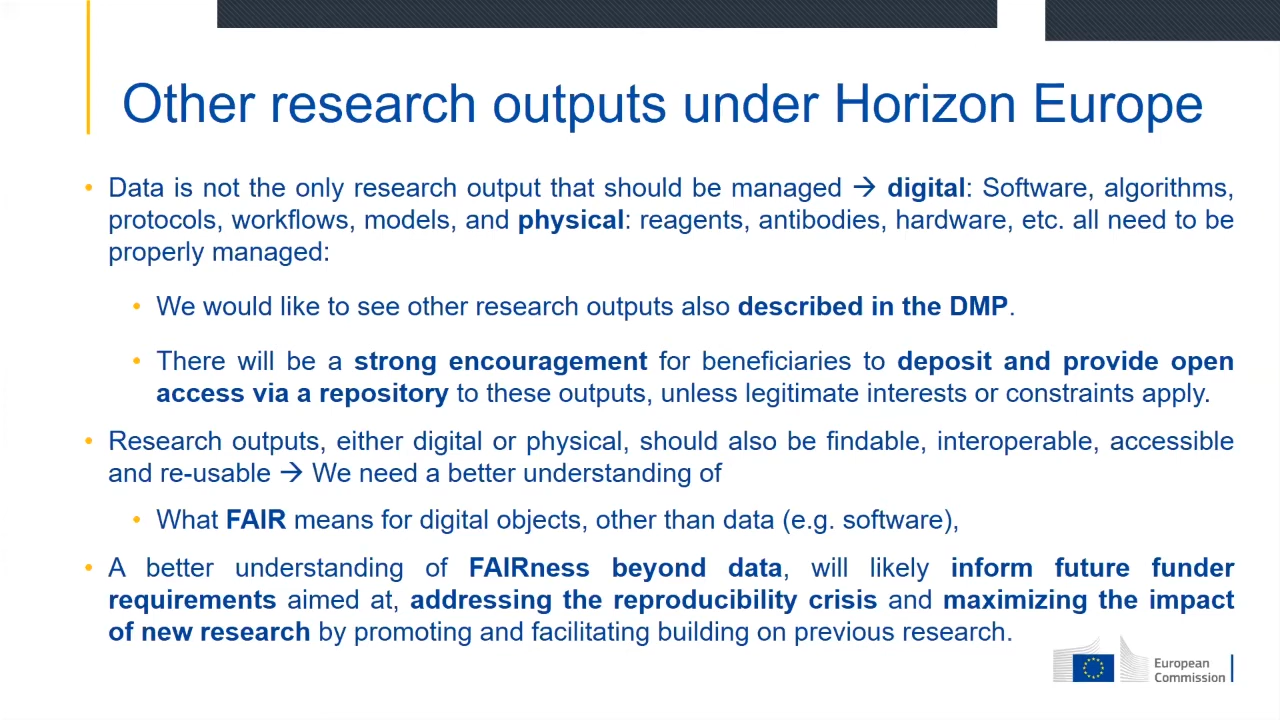 Other research outputs under Horizon Europe
• Data is not the only research output that should be managed → digital: Software, algorithms,
protocols, workflows, models, and physical: reagents, antibodies, hardware, etc. all need to be
properly managed:
• We would like to see other research outputs also described in the DMP.
• There will be a strong encouragement for beneficiaries to deposit and provide open
access via a repository to these outputs, unless legitimate interests or constraints apply.
• Research outputs, either digital or physical, should also be findable, interoperable, accessible
and re-usable → We need a better understanding of
• What FAIR means for digital objects, other than data (e.g. software),
• A better understanding of FAIRness beyond data, will likely inform future funder
requirements aimed at, addressing the reproducibility crisis and maximizing the impact
of new research by promoting and facilitating building on previous research.
European
Commission